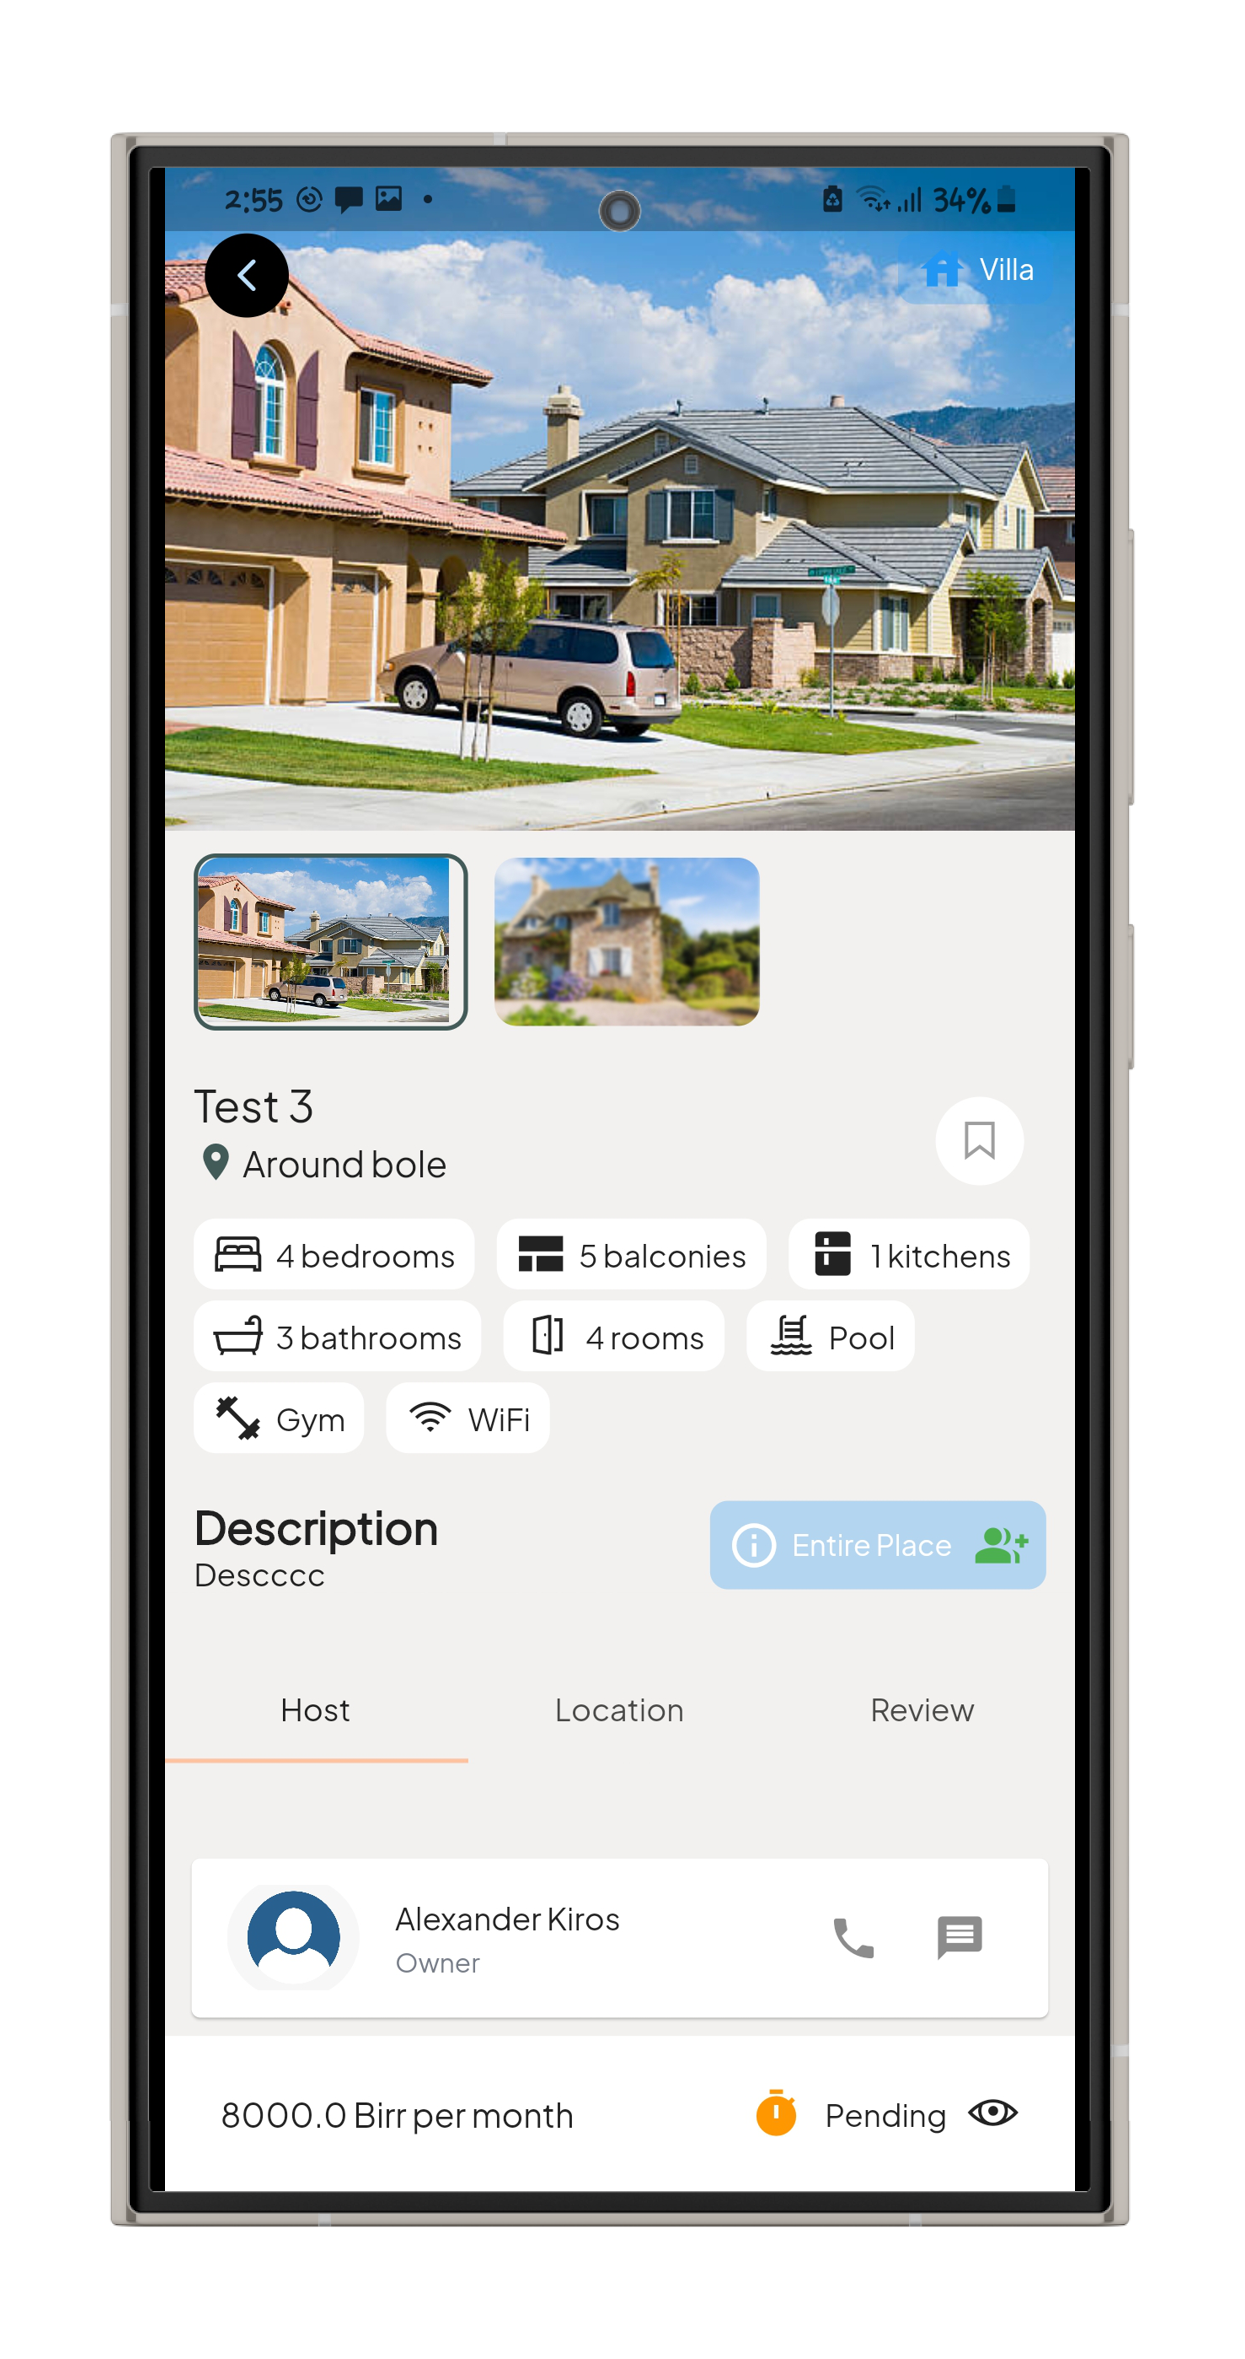 2:55
34%
Villa
Test 3
Around bole
4 bedrooms
5 balconies
1 kitchens
3 bathrooms
4 rooms
Pool
Gym
WiFi
Description
Descccc
Entire Place
Host
Location
Review
Alexander Kiros
Owner
8000.0 Birr per month
Pending